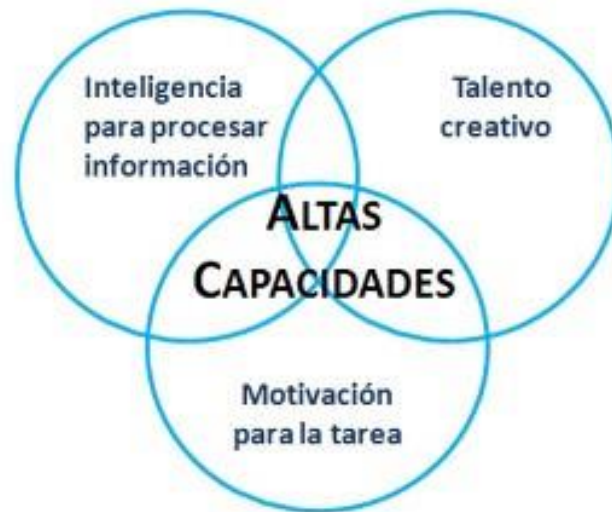 Inteligencia
para procesar
información
Talento
creativo
ALTAS
CAPACIDADES
Motivación
para la tarea